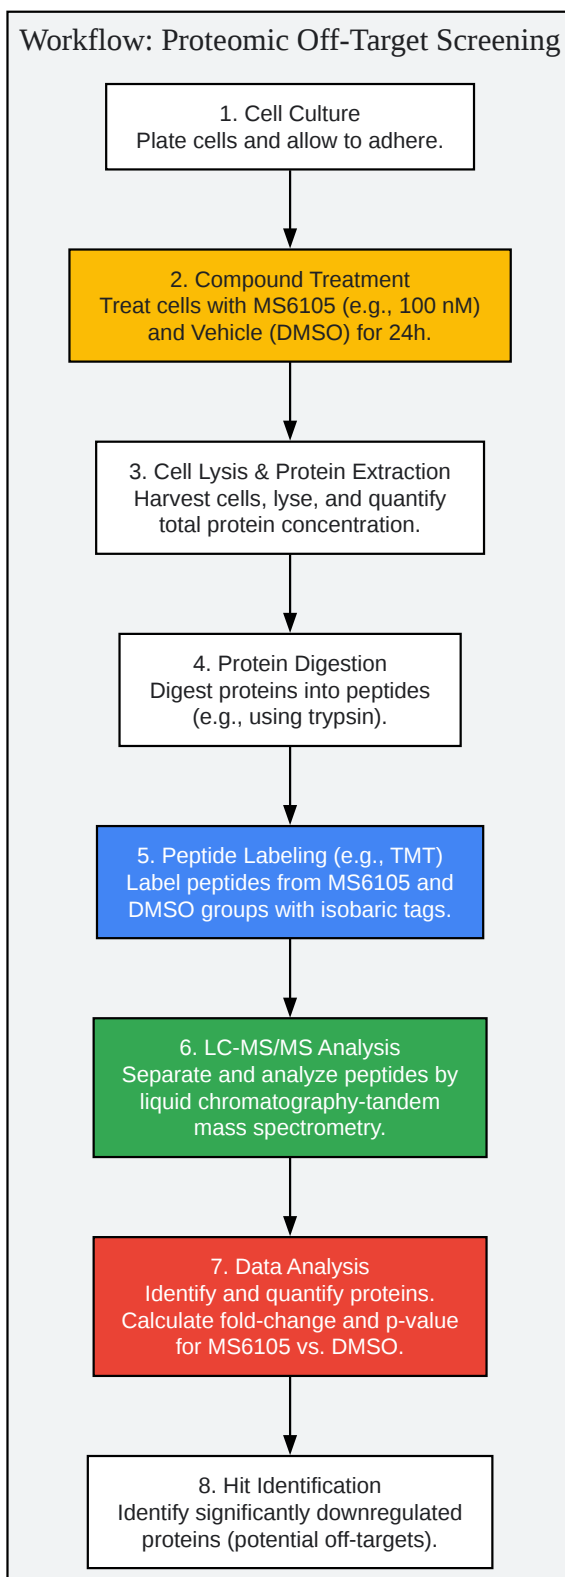 Workflow: Proteomic Off-Target Screening
1. Cell Culture
Plate cells and allow to adhere.
2. Compound Treatment
Treat cells with MS6105 (e.g., 100 nM)
and Vehicle (DMSO) for 24h.
3. Cell Lysis & Protein Extraction
Harvest cells, lyse, and quantify
total protein concentration.
4. Protein Digestion
Digest proteins into peptides
(e.g., using trypsin).
5. Peptide Labeling (e.g., TMT)
Label peptides from MS6105 and
DMSO groups with isobaric tags.
6. LC-MS/MS Analysis
Separate and analyze peptides by
liquid chromatography-tandem
mass spectrometry.
7. Data Analysis
Identify and quantify proteins.
Calculate fold-change and p-value
for MS6105 vs. DMSO.
8. Hit Identification
Identify significantly downregulated
proteins (potential off-targets).